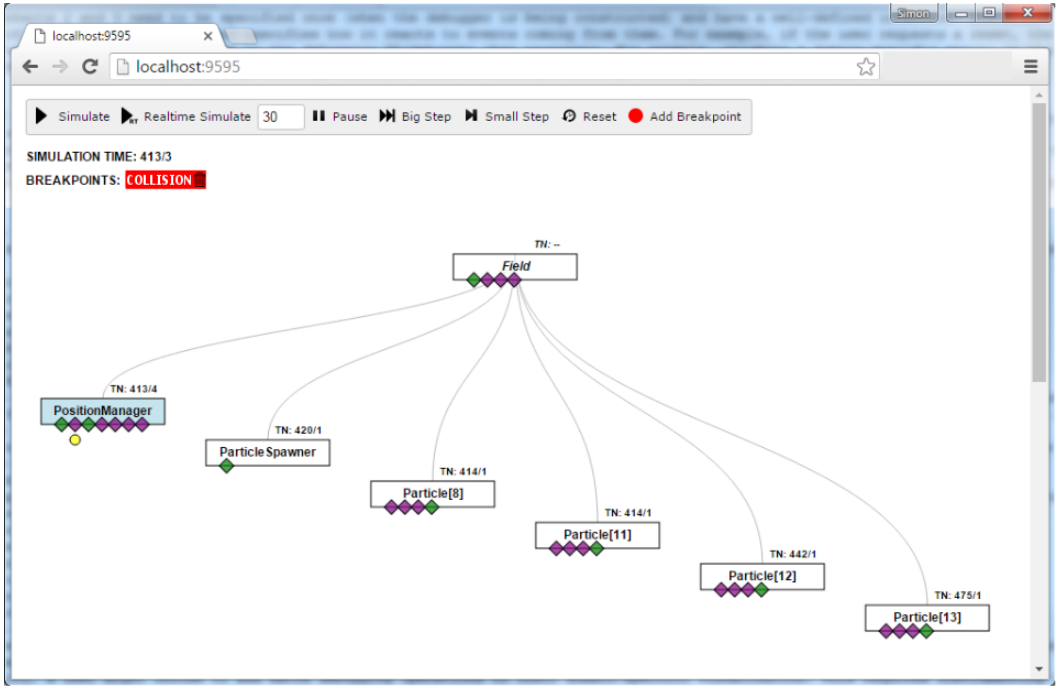 Simon
localhost:9595
localhost:9595
Simulate RT Realtime Simulate 30 Pause Big Step Small Step Reset Add Breakpoint
SIMULATION TIME: 413/3
BREAKPOINTS: COLLISION
TN: --
Field
TN: 413/4
PositionManager
TN: 420/1
ParticleSpawner
TN: 414/1
Particle[8]
TN: 414/1
Particle[11]
TN: 442/1
Particle[12]
TN: 475/1
Particle[13]